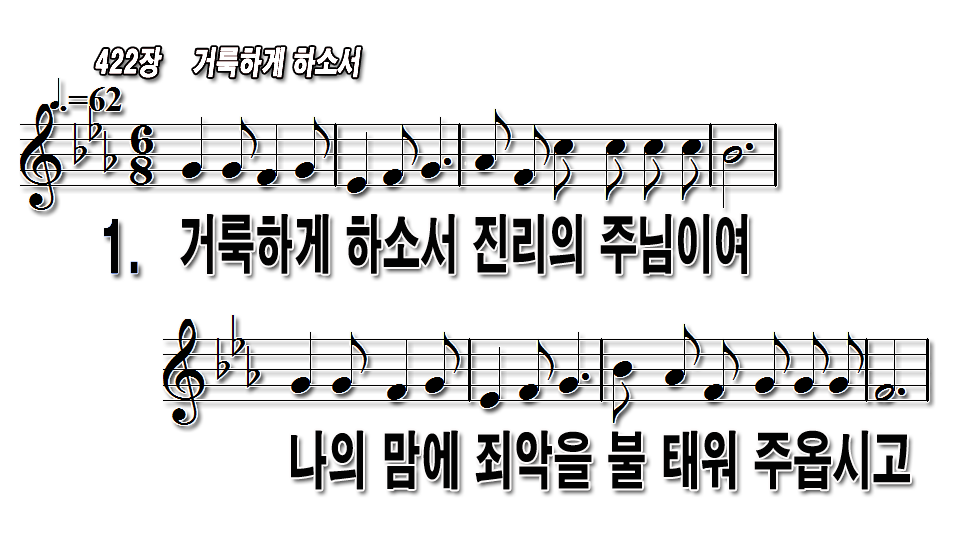 422장 거룩하게 하소서
♩.=62
6
8
1. 거룩하게 하소서 진리의 주님이여
나의 맘에 죄악을 불 태워 주옵시고